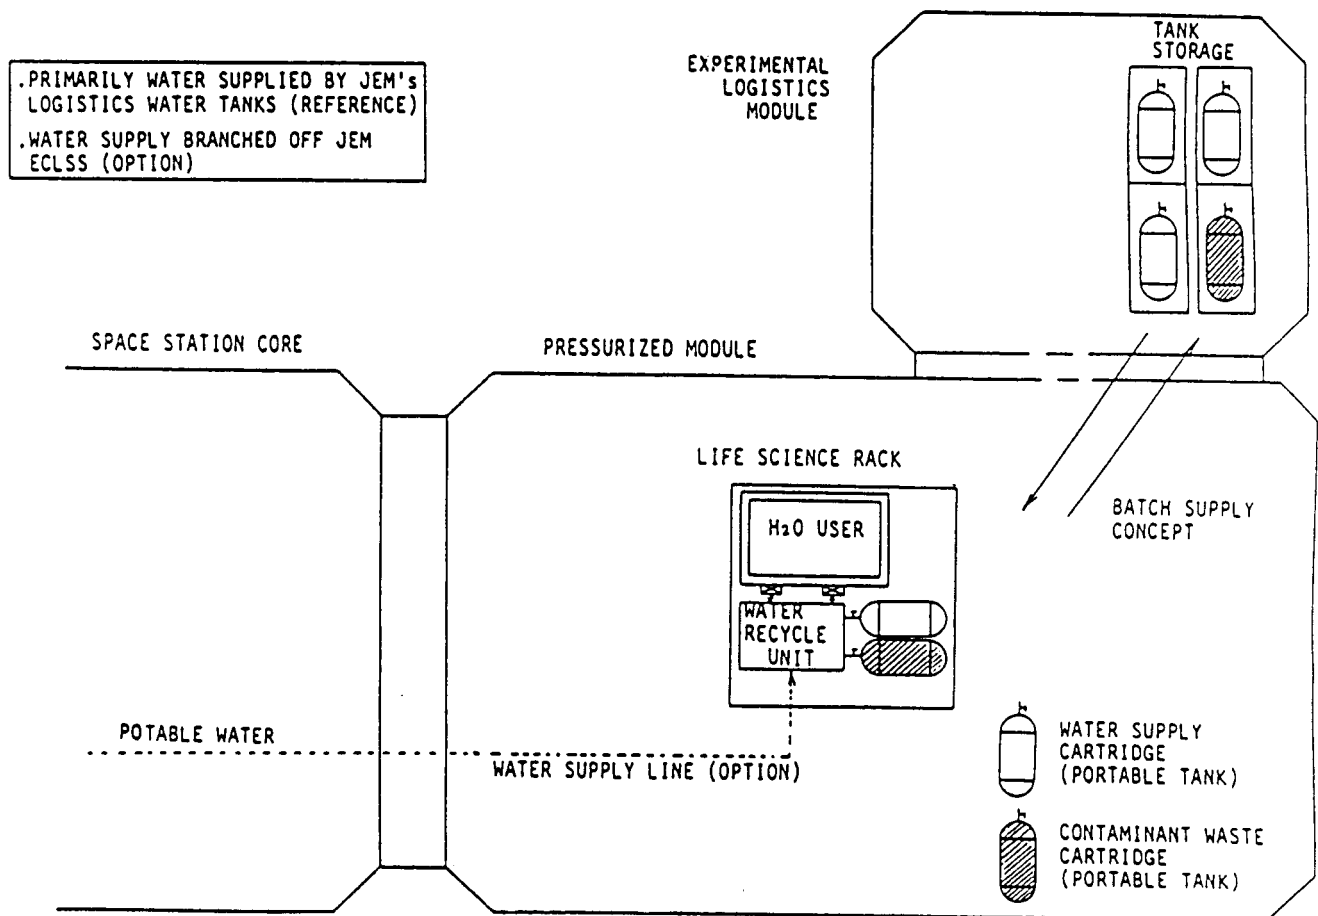 .PRIMARILY WATER SUPPLIED BY JEM's
LOGISTICS WATER TANKS (REFERENCE)
.WATER SUPPLY BRANCHED OFF JEM
ECLSS (OPTION)
EXPERIMENTAL
LOGISTICS
MODULE
TANK
STORAGE
SPACE STATION CORE
PRESSURIZED MODULE
LIFE SCIENCE RACK
H₂O USER
WATER
RECYCLE
UNIT
BATCH SUPPLY
CONCEPT
POTABLE WATER
WATER SUPPLY LINE (OPTION)
WATER SUPPLY
CARTRIDGE
(PORTABLE TANK)
CONTAMINANT WASTE
CARTRIDGE
(PORTABLE TANK)